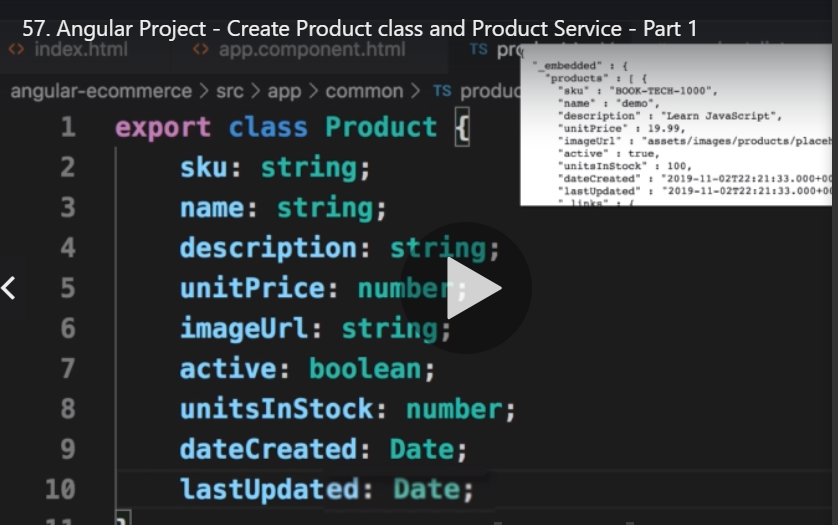 57. Angular Project - Create Product class and Product Service - Part 1
<> index.html <> app.component.html TS
angular-ecommerce > src > app > common > TS
1 export class Product {
2 sku: string;
3 name: string;
4 description: string;
5 unitPrice: number;
6 imageUrl: string;
7 active: boolean;
8 unitsInStock: number;
9 dateCreated: Date;
10 lastUpdated: Date;
11 }
"_embedded" : {
"products" : [ {
"sku" : "BOOK-TECH-1000",
"name" : "demo",
"description" : "Learn JavaScript",
"unitPrice" : 19.99,
"imageUrl" : "assets/images/products/placeh
"active" : true,
"unitsInStock" : 100,
"dateCreated" : "2019-11-02T22:21:33.000+00
"lastUpdated" : "2019-11-02T22:21:33.000+00
"_links" : {